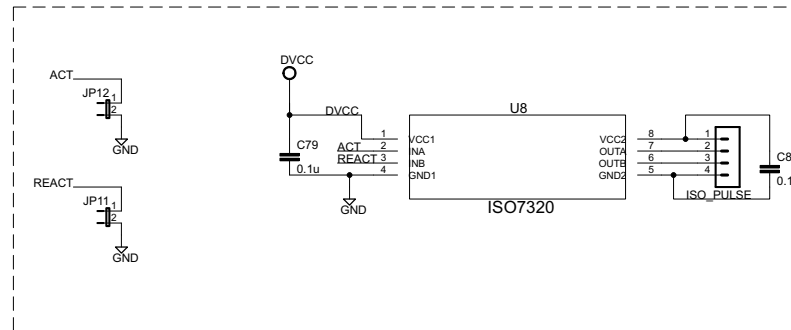 ACT
JP12
1
2
GND
REACT
JP11
1
2
GND
DVCC
DVCC
C79
0.1u
ACT
REACT
GND
U8
1
2
3
4
VCC1
INA
INB
GND1
VCC2
OUTA
OUTB
GND2
8
7
6
5
ISO7320
1
2
3
4
ISO_PULSE
C8
0.1